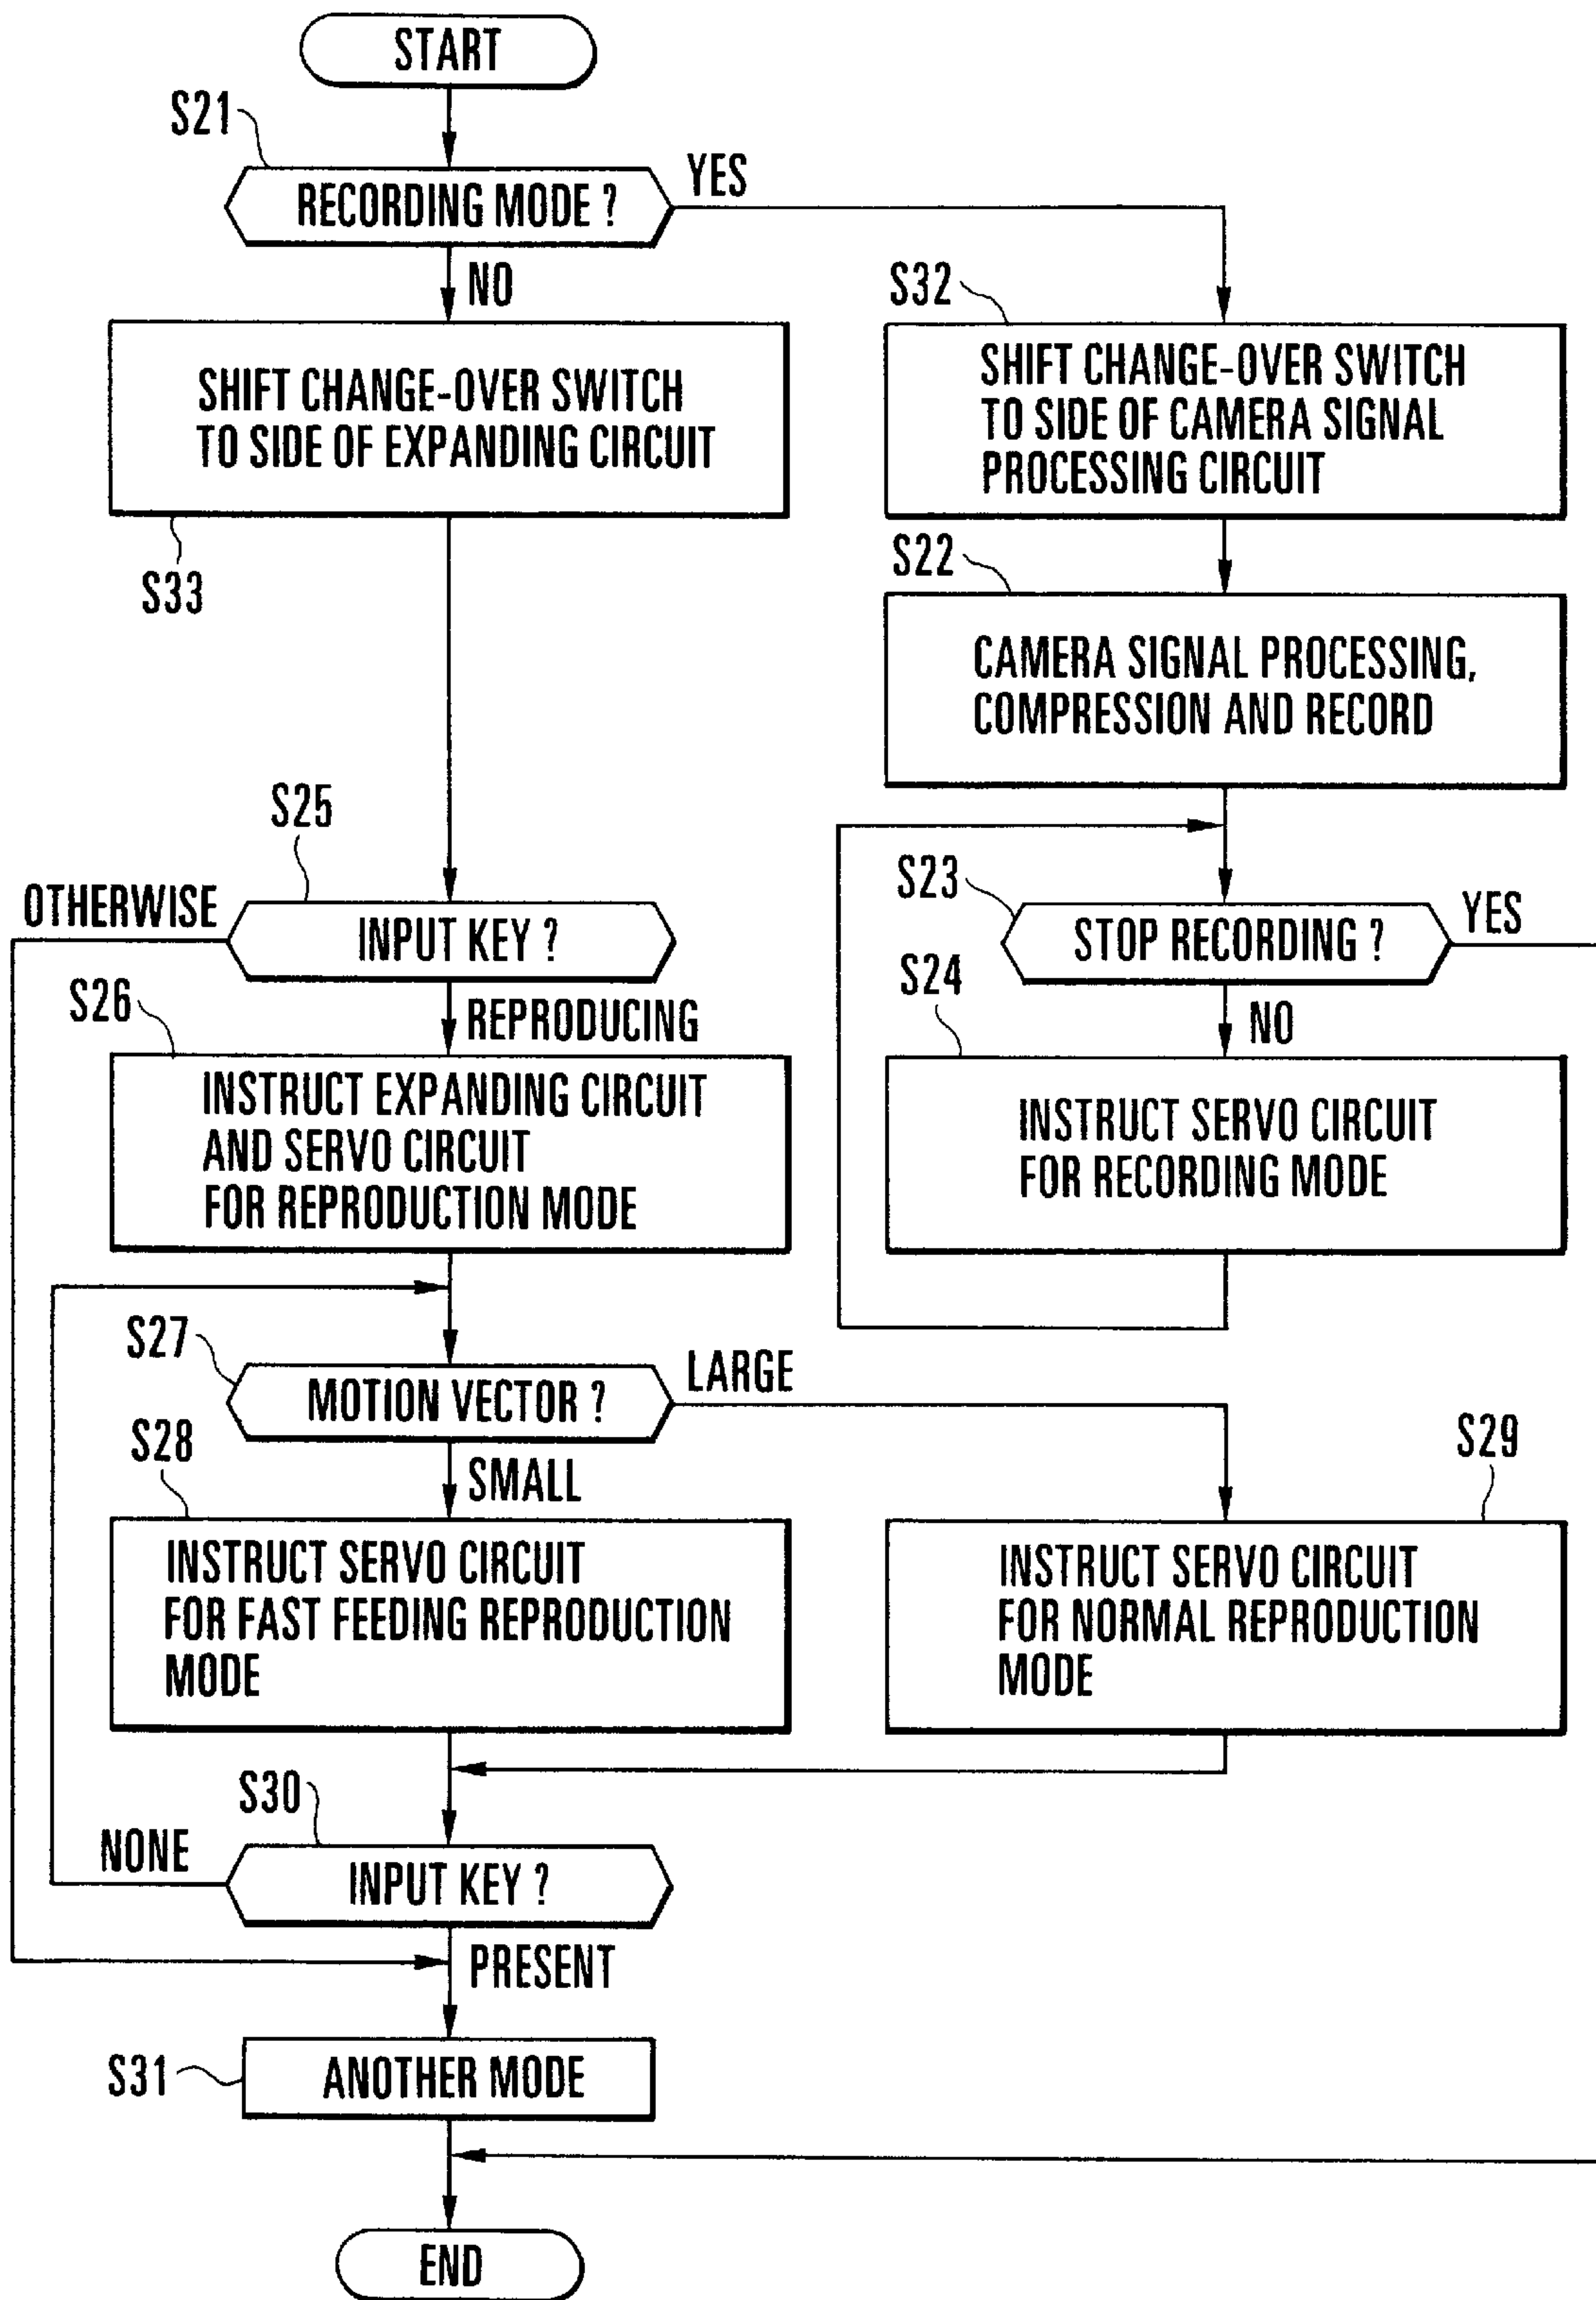 START
S21
RECORDING MODE ?
YES
NO
S32
SHIFT CHANGE-OVER SWITCH
TO SIDE OF EXPANDING CIRCUIT
S33
SHIFT CHANGE-OVER SWITCH
TO SIDE OF CAMERA SIGNAL
PROCESSING CIRCUIT
S22
CAMERA SIGNAL PROCESSING,
COMPRESSION AND RECORD
S25
OTHERWISE
INPUT KEY ?
REPRODUCING
S23
STOP RECORDING ?
YES
NO
S24
INSTRUCT SERVO CIRCUIT
FOR RECORDING MODE
S26
INSTRUCT EXPANDING CIRCUIT
AND SERVO CIRCUIT
FOR REPRODUCTION MODE
S27
MOTION VECTOR ?
LARGE
SMALL
S28
INSTRUCT SERVO CIRCUIT
FOR FAST FEEDING REPRODUCTION
MODE
S29
INSTRUCT SERVO CIRCUIT
FOR NORMAL REPRODUCTION
MODE
S30
NONE
INPUT KEY ?
PRESENT
S31
ANOTHER MODE
END